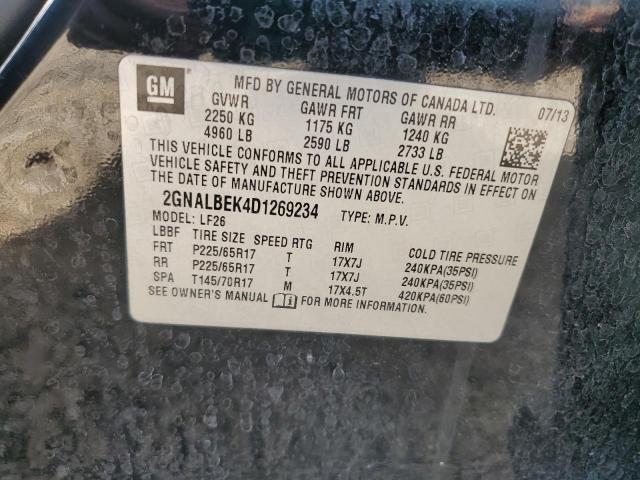 GM
MFD BY GENERAL MOTORS OF CANADA LTD.
07/13
GVWR GAWR FRT GAWR RR
2250 KG 1175 KG 1240 KG
4960 LB 2590 LB 2733 LB
THIS VEHICLE CONFORMS TO ALL APPLICABLE U.S. FEDERAL MOTOR
VEHICLE SAFETY AND THEFT PREVENTION STANDARDS IN EFFECT ON
THE DATE OF MANUFACTURE SHOWN ABOVE.
2GNALBEK4D1269234 TYPE: M.P.V.
MODEL: LF26
LBBF TIRE SIZE SPEED RTG RIM COLD TIRE PRESSURE
FRT P225/65R17 T 17X7J 240KPA(35PSI)
RR P225/65R17 T 17X7J 240KPA(35PSI)
SPA T145/70R17 M 17X4.5T 420KPA(60PSI)
SEE OWNER'S MANUAL FOR MORE INFORMATION.